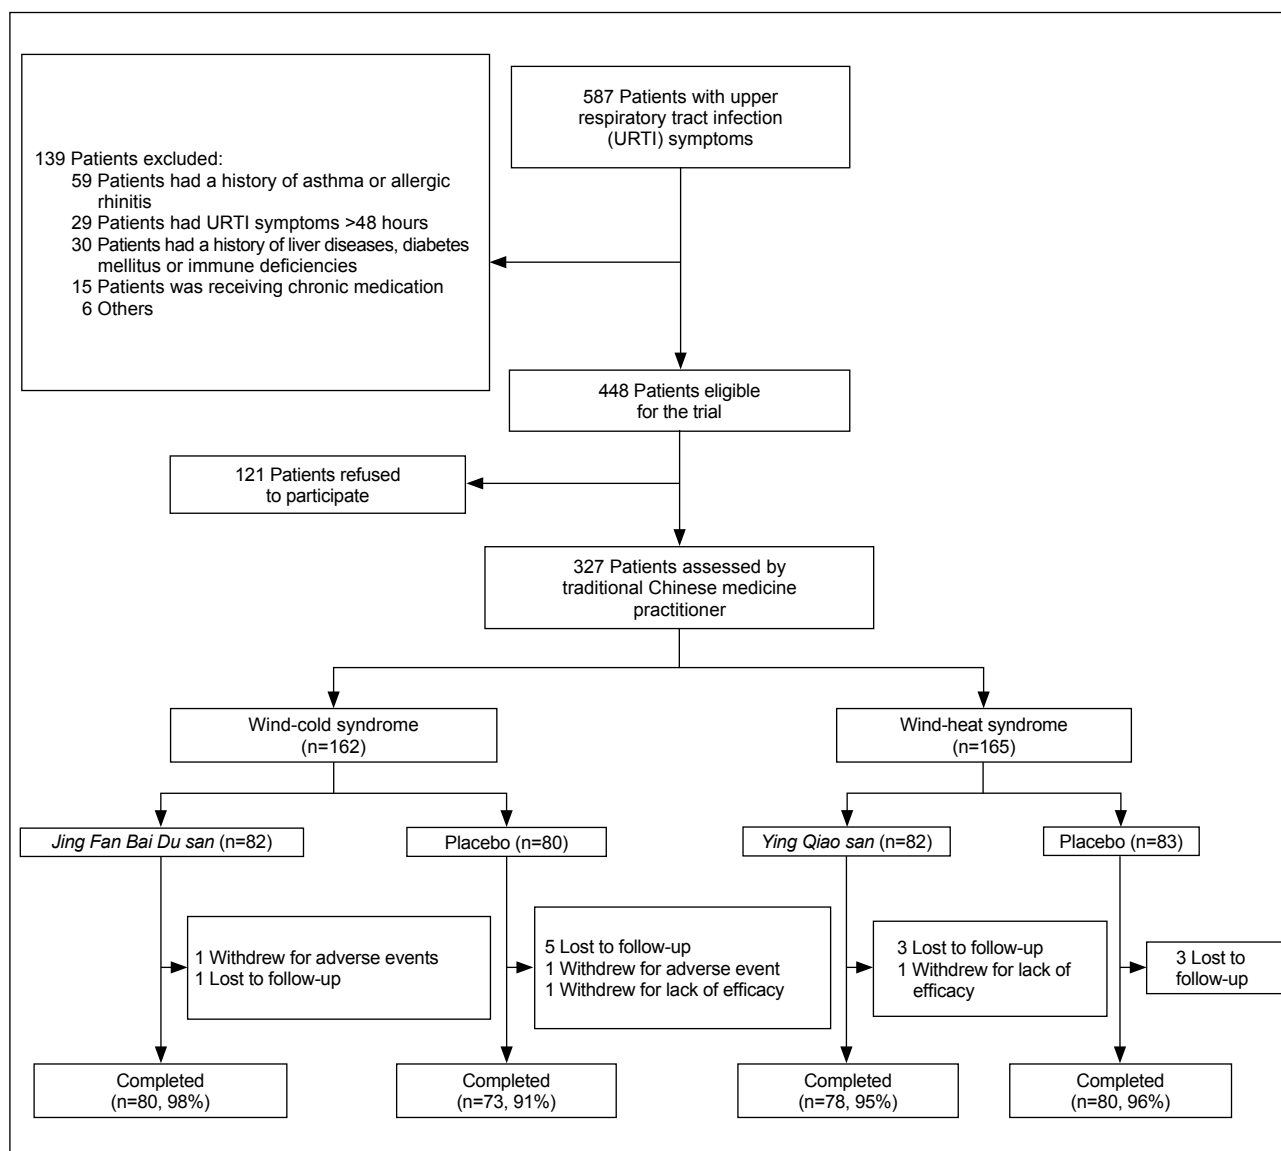 587 Patients with upper
respiratory tract infection
(URTI) symptoms
139 Patients excluded:
59 Patients had a history of asthma or allergic
rhinitis
29 Patients had URTI symptoms >48 hours
30 Patients had a history of liver diseases, diabetes
mellitus or immune deficiencies
15 Patients was receiving chronic medication
6 Others
448 Patients eligible
for the trial
121 Patients refused
to participate
327 Patients assessed by
traditional Chinese medicine
practitioner
Wind-cold syndrome
(n=162)
Wind-heat syndrome
(n=165)
Jing Fan Bai Du san (n=82)
Placebo (n=80)
Ying Qiao san (n=82)
Placebo (n=83)
1 Withdrew for adverse events
1 Lost to follow-up
5 Lost to follow-up
1 Withdrew for adverse event
1 Withdrew for lack of efficacy
3 Lost to follow-up
1 Withdrew for lack of
efficacy
3 Lost to
follow-up
Completed
(n=80, 98%)
Completed
(n=73, 91%)
Completed
(n=78, 95%)
Completed
(n=80, 96%)